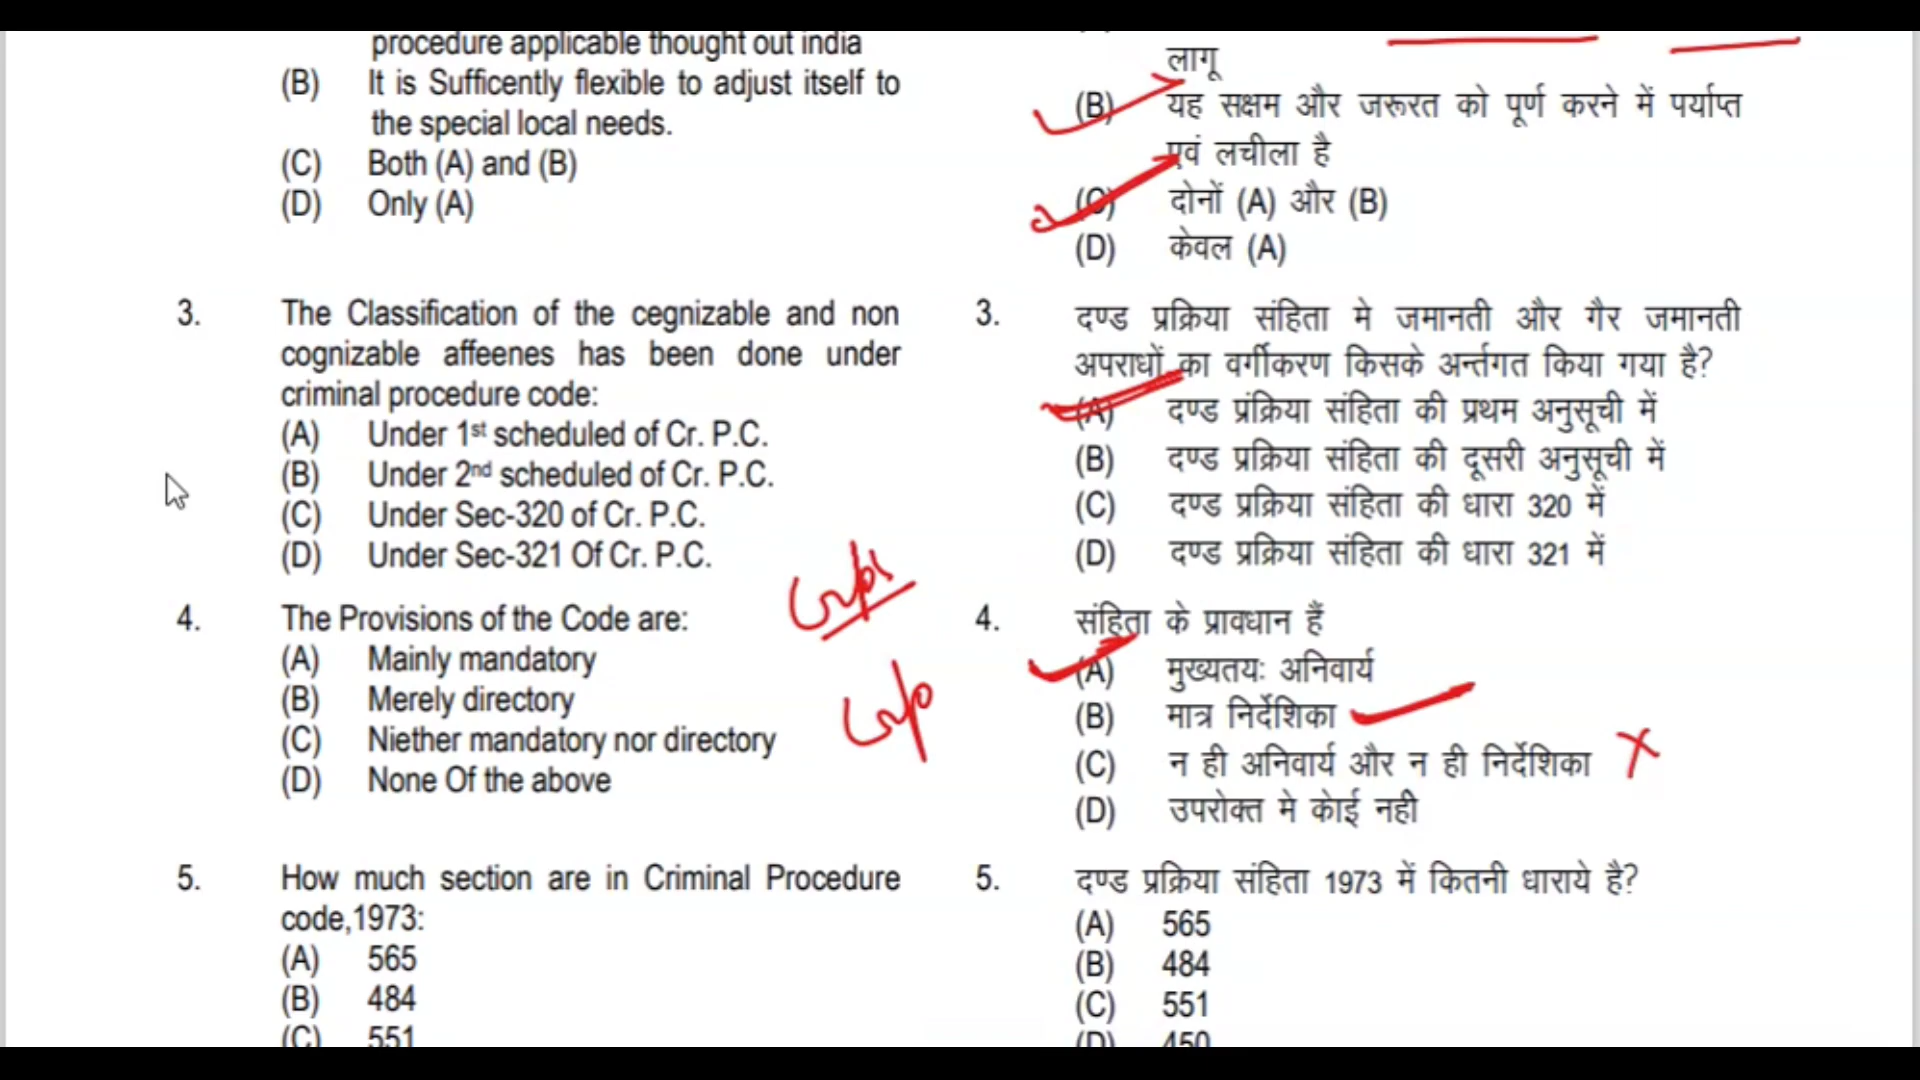 procedure applicable thought out india
(B) It is Sufficently flexible to adjust itself to
the special local needs.
(C) Both (A) and (B)
(D) Only (A)
3. The Classification of the cegnizable and non
cognizable affeenes has been done under
criminal procedure code:
(A) Under 1st scheduled of Cr. P.C.
(B) Under 2nd scheduled of Cr. P.C.
(C) Under Sec-320 of Cr. P.C.
(D) Under Sec-321 Of Cr. P.C.
4. The Provisions of the Code are:
(A) Mainly mandatory
(B) Merely directory
(C) Niether mandatory nor directory
(D) None Of the above
5. How much section are in Criminal Procedure
code,1973:
(A) 565
(B) 484
(C) 551
लागू
(B) यह सक्षम और जरूरत को पूर्ण करने में पर्याप्त
एवं लचीला है
(C) दोनों (A) और (B)
(D) केवल (A)
3. दण्ड प्रक्रिया संहिता मे जमानती और गैर जमानती
अपराधों का वर्गीकरण किसके अर्न्तगत किया गया है?
(A) दण्ड प्रंक्रिया संहिता की प्रथम अनुसूची में
(B) दण्ड प्रक्रिया संहिता की दूसरी अनुसूची में
(C) दण्ड प्रक्रिया संहिता की धारा 320 में
(D) दण्ड प्रक्रिया संहिता की धारा 321 में
4. संहिता के प्रावधान हैं
(A) मुख्यतयः अनिवार्य
(B) मात्र निर्देशिका
(C) न ही अनिवार्य और न ही निर्देशिका
(D) उपरोक्त मे केाई नही
5. दण्ड प्रक्रिया संहिता 1973 में कितनी धाराये है?
(A) 565
(B) 484
(C) 551
(D) 450